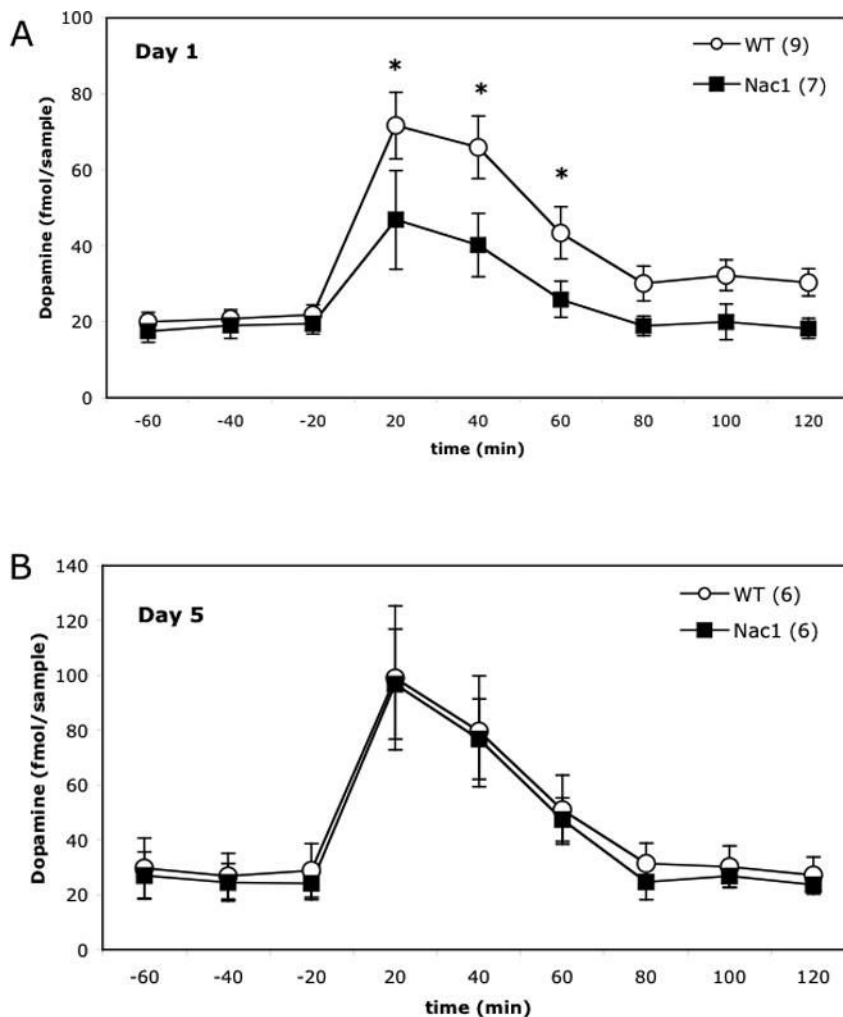 A
Day 1
WT (9)
Nac1 (7)
100
80
60
40
20
0
Dopamine (fmol/sample)
* * *
-60 -40 -20 20 40 60 80 100 120
time (min)
B
Day 5
WT (6)
Nac1 (6)
140
120
100
80
60
40
20
0
Dopamine (fmol/sample)
-60 -40 -20 20 40 60 80 100 120
time (min)